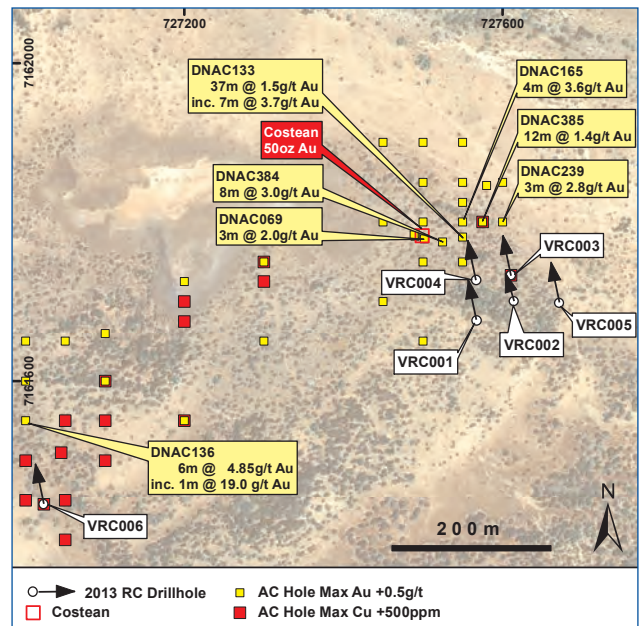 727200
727600
7162000
DNAC133
37m @ 1.5g/t Au
inc. 7m @ 3.7g/t Au
DNAC165
4m @ 3.6g/t Au
Costean
50oz Au
DNAC385
12m @ 1.4g/t Au
DNAC384
8m @ 3.0g/t Au
DNAC239
3m @ 2.8g/t Au
DNAC069
3m @ 2.0g/t Au
VRC003
VRC004
VRC005
VRC001
VRC002
7161600
DNAC136
6m @ 4.85g/t Au
inc. 1m @ 19.0 g/t Au
VRC006
N
200m
2013 RC Drillhole
AC Hole Max Au +0.5g/t
Costean
AC Hole Max Cu +500ppm